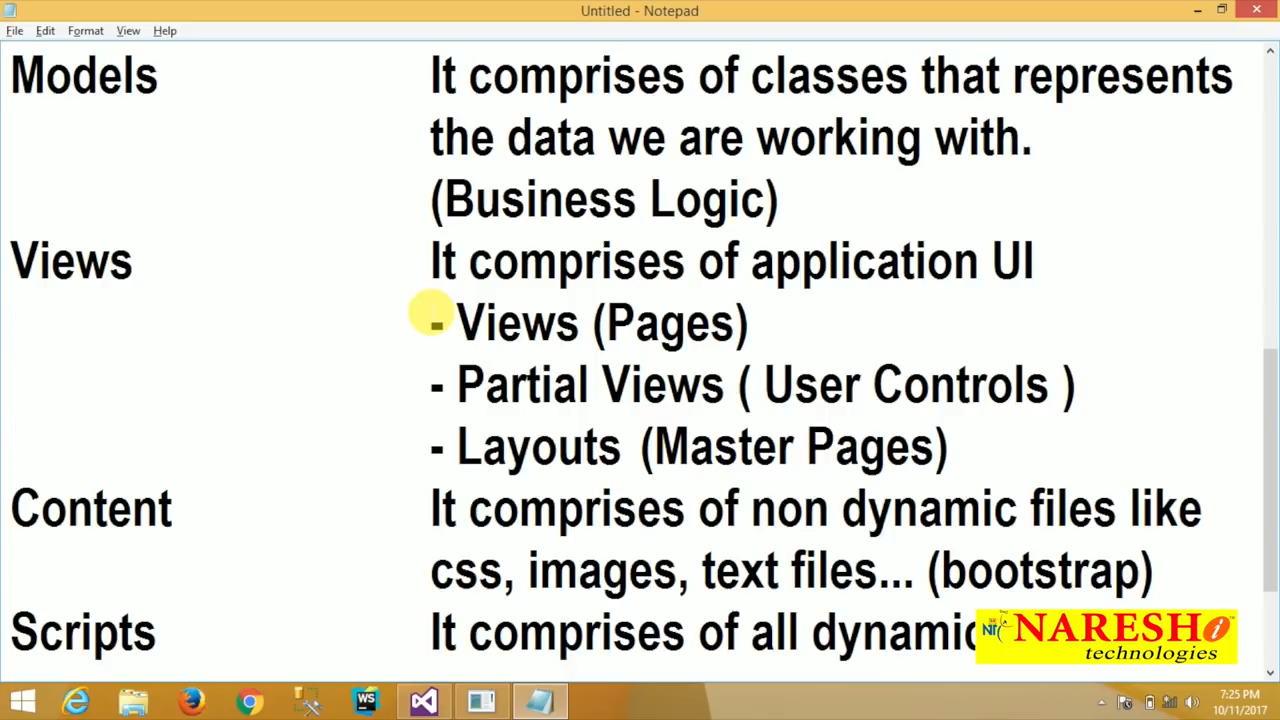 Untitled - Notepad
File Edit Format View Help
Models It comprises of classes that represents
the data we are working with.
(Business Logic)
Views It comprises of application UI
- Views (Pages)
- Partial Views ( User Controls )
- Layouts (Master Pages)
Content It comprises of non dynamic files like
css, images, text files... (bootstrap)
Scripts It comprises of all dynamic
NARESH i
technologies
WS
7:25 PM
10/11/2017